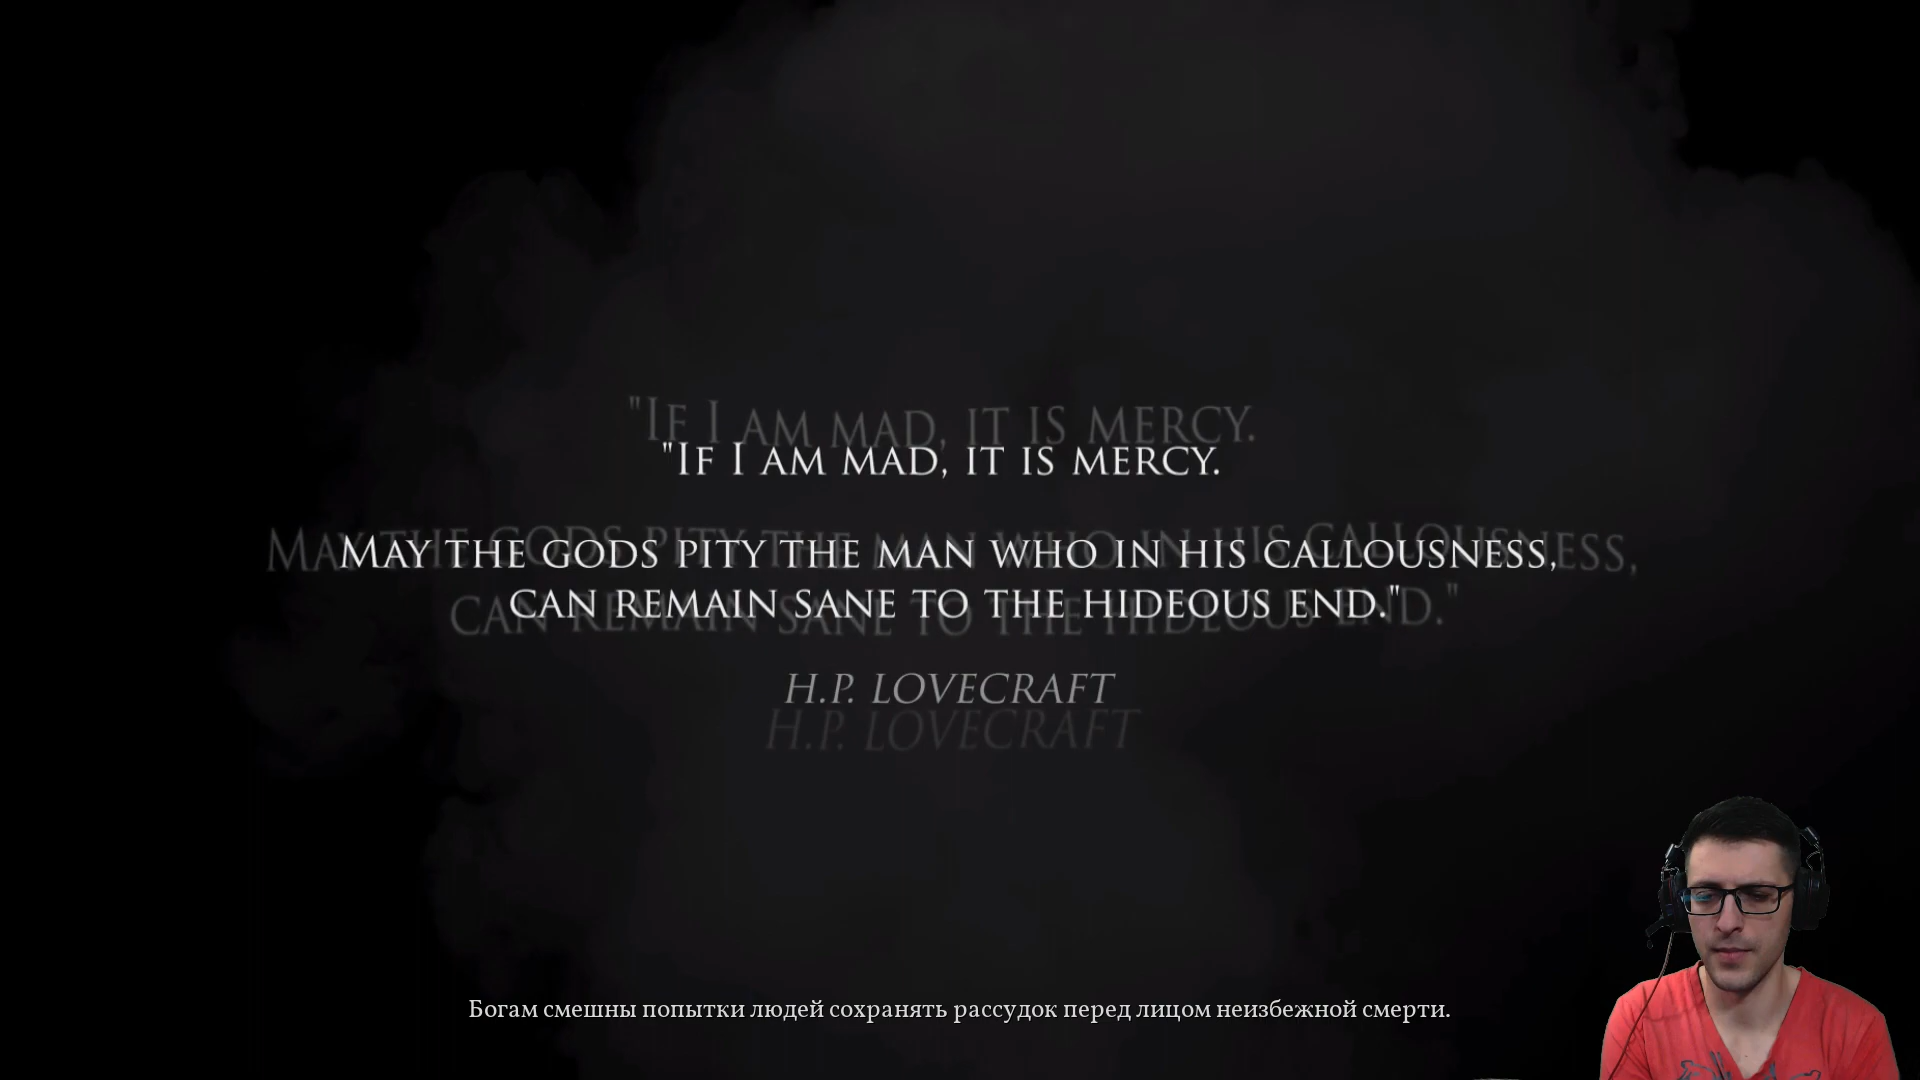 "If I am mad, it is mercy.
May the gods pity the man who in his callousness,
can remain sane to the hideous end."
H.P. Lovecraft
Богам смешны попытки людей сохранять рассудок перед лицом неизбежной смерти.